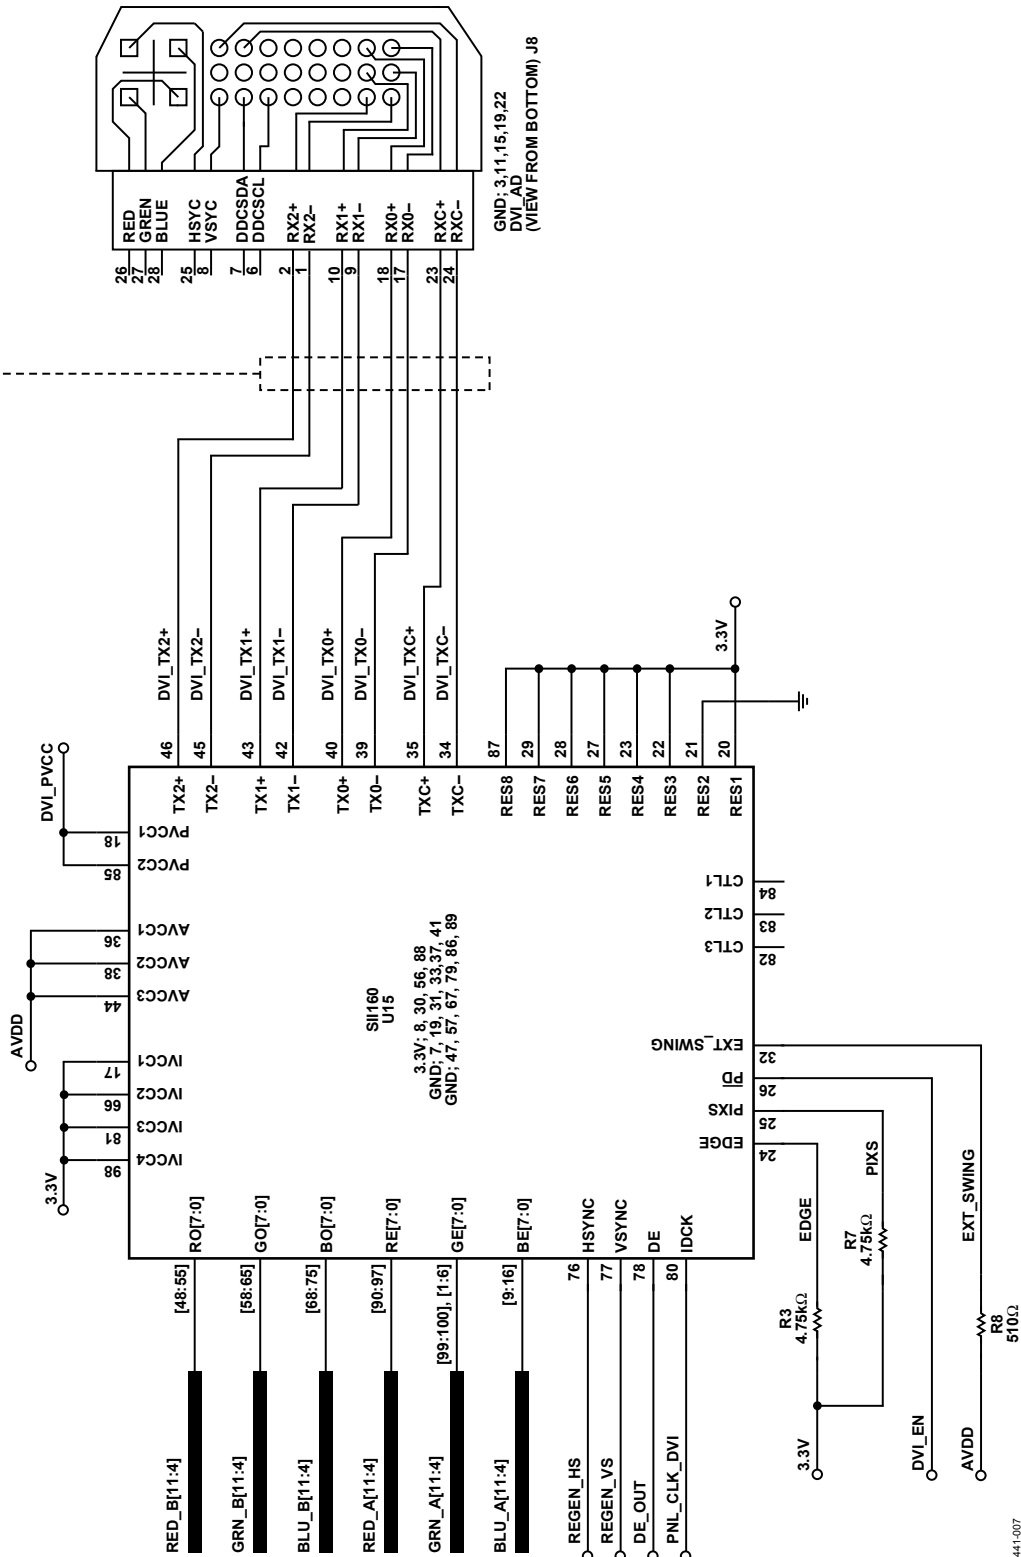 GND; 3,11,15,19,22
DVI_AD
(VIEW FROM BOTTOM) J8
RED
GREN
BLUE
HSYC
VSYC
DDCSDA
DDCSCL
RX2+
RX2–
RX1+
RX1–
RX0+
RX0–
RXC+
RXC–
26
27
28
25
8
7
6
2
1
10
9
18
17
23
24
DVI_TX2+
DVI_TX2–
DVI_TX1+
DVI_TX1–
DVI_TX0+
DVI_TX0–
DVI_TXC+
DVI_TXC–
3.3V
46
45
43
42
40
39
35
34
87
29
28
27
23
22
21
20
TX2+
TX2–
TX1+
TX1–
TX0+
TX0–
TXC+
TXC–
RES8
RES7
RES6
RES5
RES4
RES3
RES2
RES1
DVI_PVCC
18
PVCC1
85
PVCC2
AVDD
36
AVCC1
38
AVCC2
44
AVCC3
3.3V
17
IVCC1
66
IVCC2
81
IVCC3
98
IVCC4
SII160
U15
3.3V; 8, 30, 56, 88
GND; 7, 19, 31, 33,37, 41
GND; 47, 57, 67, 79, 86, 89
CTL1
84
CTL2
83
CTL3
82
EXT_SWING
32
PD
26
PIXS
25
EDGE
24
RO[7:0]
GO[7:0]
BO[7:0]
RE[7:0]
GE[7:0]
BE[7:0]
HSYNC
VSYNC
DE
IDCK
[48:55]
[58:65]
[68:75]
[90:97]
[99:100], [1:6]
[9:16]
76
77
78
80
RED_B[11:4]
GRN_B[11:4]
BLU_B[11:4]
RED_A[11:4]
GRN_A[11:4]
BLU_A[11:4]
REGEN_HS
REGEN_VS
DE_OUT
PNL_CLK_DVI
EDGE
PIXS
EXT_SWING
R3
4.75kΩ
R7
4.75kΩ
R8
510Ω
3.3V
DVI_EN
AVDD
441-007